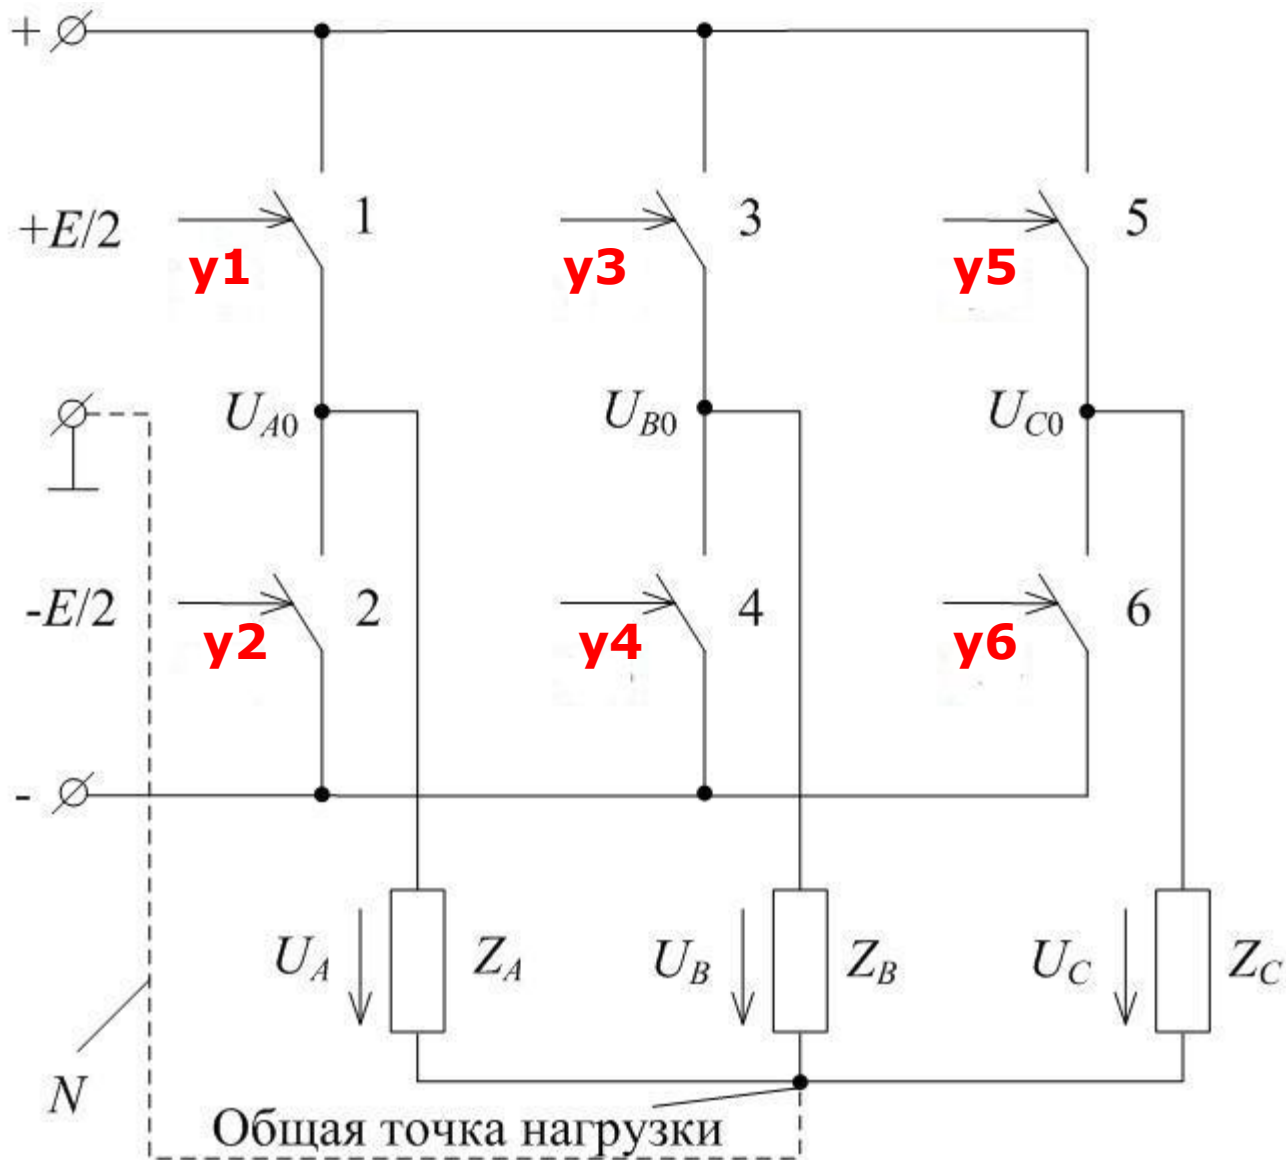 +
1 3 5
+E/2
y1 y3 y5
U_A0 U_B0 U_C0
2 4 6
-E/2
y2 y4 y6
-
U_A Z_A U_B Z_B U_C Z_C
N
Общая точка нагрузки